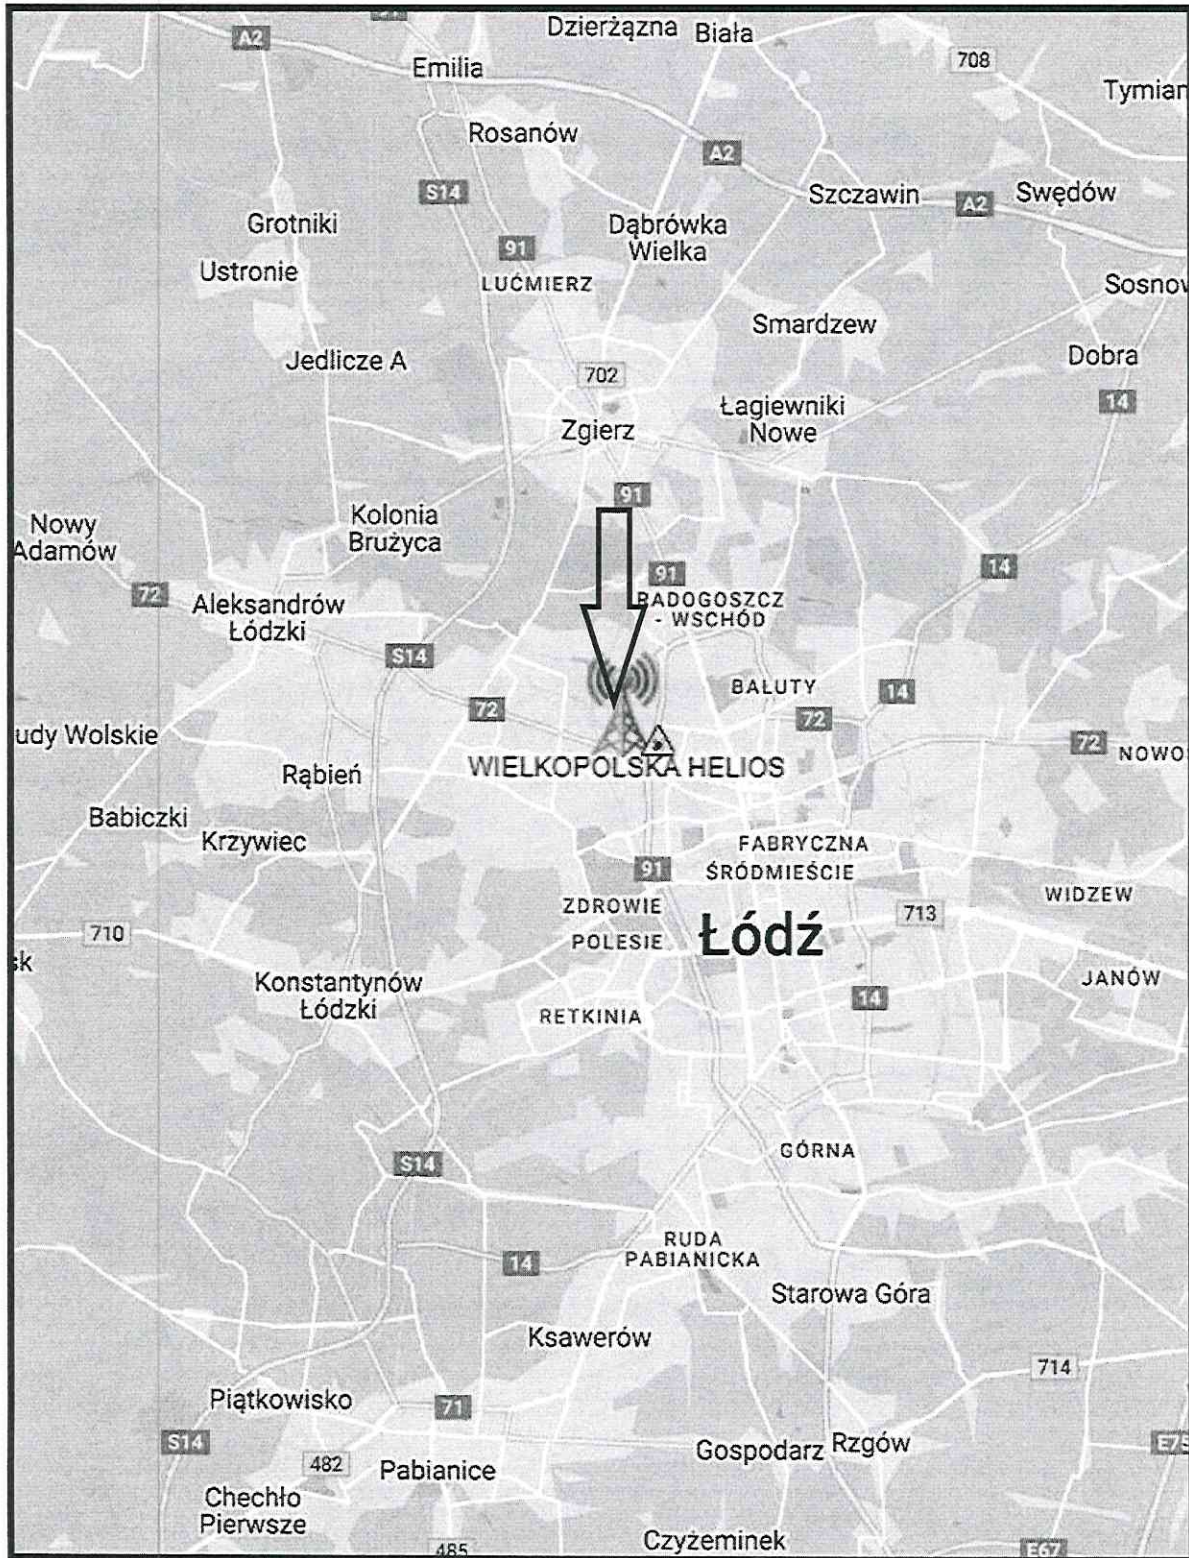 Dzierżązna
Biała
A2
Emilia
708
Tymian
Rosanów
A2
S14
Szczawin
A2
Swędów
Grotniki
Dąbrówka
Wielka
91
Ustronie
LUĆMIERZ
Sosnov
Smardzew
Jedlicze A
Dobra
702
14
Łagiewniki
Nowe
Zgierz
91
Nowy
Adamów
Kolonia
Brużyca
14
91
72
Aleksandrów
Łódzki
RADOGOSZCZ
- WSCHÓD
S14
BAŁUTY
14
72
72
udy Wolskie
72
NOWOS
WIELKOPOLSKA HELIOS
Rąbień
Babiczki
Krzywiec
FABRYCZNA
91
ŚRÓDMIEŚCIE
WIDZEW
ZDROWIE
713
710
POLESIE
Łódź
sk
Konstantynów
Łódzki
JANÓW
14
RETKINIA
GÓRNA
S14
RUDA
PABIANICKA
14
Starowa Góra
Ksawerów
714
Piątkowisko
71
S14
Gospodarz
Rzgów
E75
482
Pabianice
Chechło
Pierwsze
Czyżeminek
485
E67